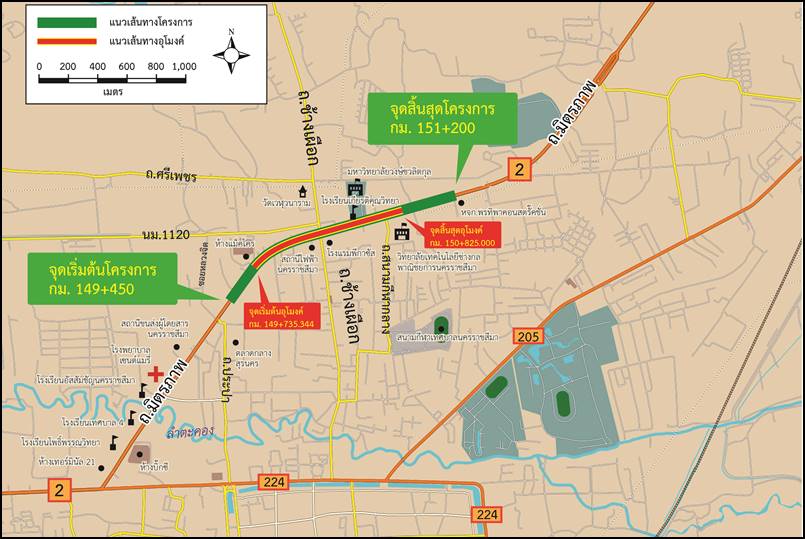 แนวเส้นทางโครงการ
แนวเส้นทางอุโมงค์
N
0 200 400 600 800 1,000
เมตร
ถ.มิตรภาพ
จุดสิ้นสุดโครงการ
กม. 151+200
ถ.ช้างเผือก
2
ถ.ศรีเพชร
มหาวิทยาลัยวงษ์ชวลิตกุล
วัดเวฬุวนาราม
โรงเรียนเกียรติคุณวิทยา
หจก.พรทิพาคอนสตรัคชั่น
นม.1120
จุดสิ้นสุดอุโมงค์
กม. 150+825.000
ห้างแม็คโคร
ซอยหลวงจิต
สถานีไฟฟ้า
นครราชสีมา
โรงแรมพีกาซัส
วิทยาลัยเทคโนโลยีช่างกล
พาณิชยการนครราชสีมา
จุดเริ่มต้นโครงการ
กม. 149+450
ถ.ช้างเผือก
ถ.สนามกีฬากลาง
จุดเริ่มต้นอุโมงค์
กม. 149+735.344
สถานีขนส่งผู้โดยสาร
นครราชสีมา
สนามกีฬาเทศบาลนครราชสีมา
205
โรงพยาบาล
เซนต์แมรี่
ตลาดกลาง
สุรนคร
ถ.ประปา
โรงเรียนอัสสัมชัญนครราชสีมา
ถ.มิตรภาพ
โรงเรียนเทศบาล 4
ลำตะคอง
โรงเรียนโพธิ์พรรณวิทยา
ห้างเทอร์มินัล 21
ห้างบิ๊กซี
2
224
224